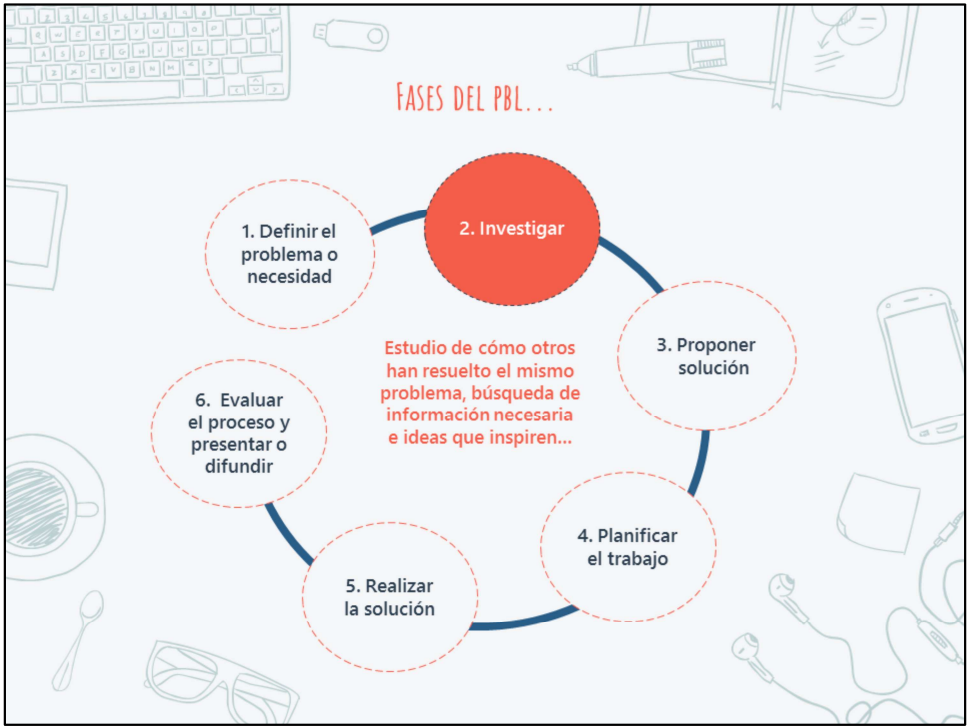 FASES DEL PBL...
1. Definir el
problema o
necesidad
2. Investigar
3. Proponer
solución
4. Planificar
el trabajo
5. Realizar
la solución
6. Evaluar
el proceso y
presentar o
difundir
Estudio de cómo otros
han resuelto el mismo
problema, búsqueda de
información necesaria
e ideas que inspiren...